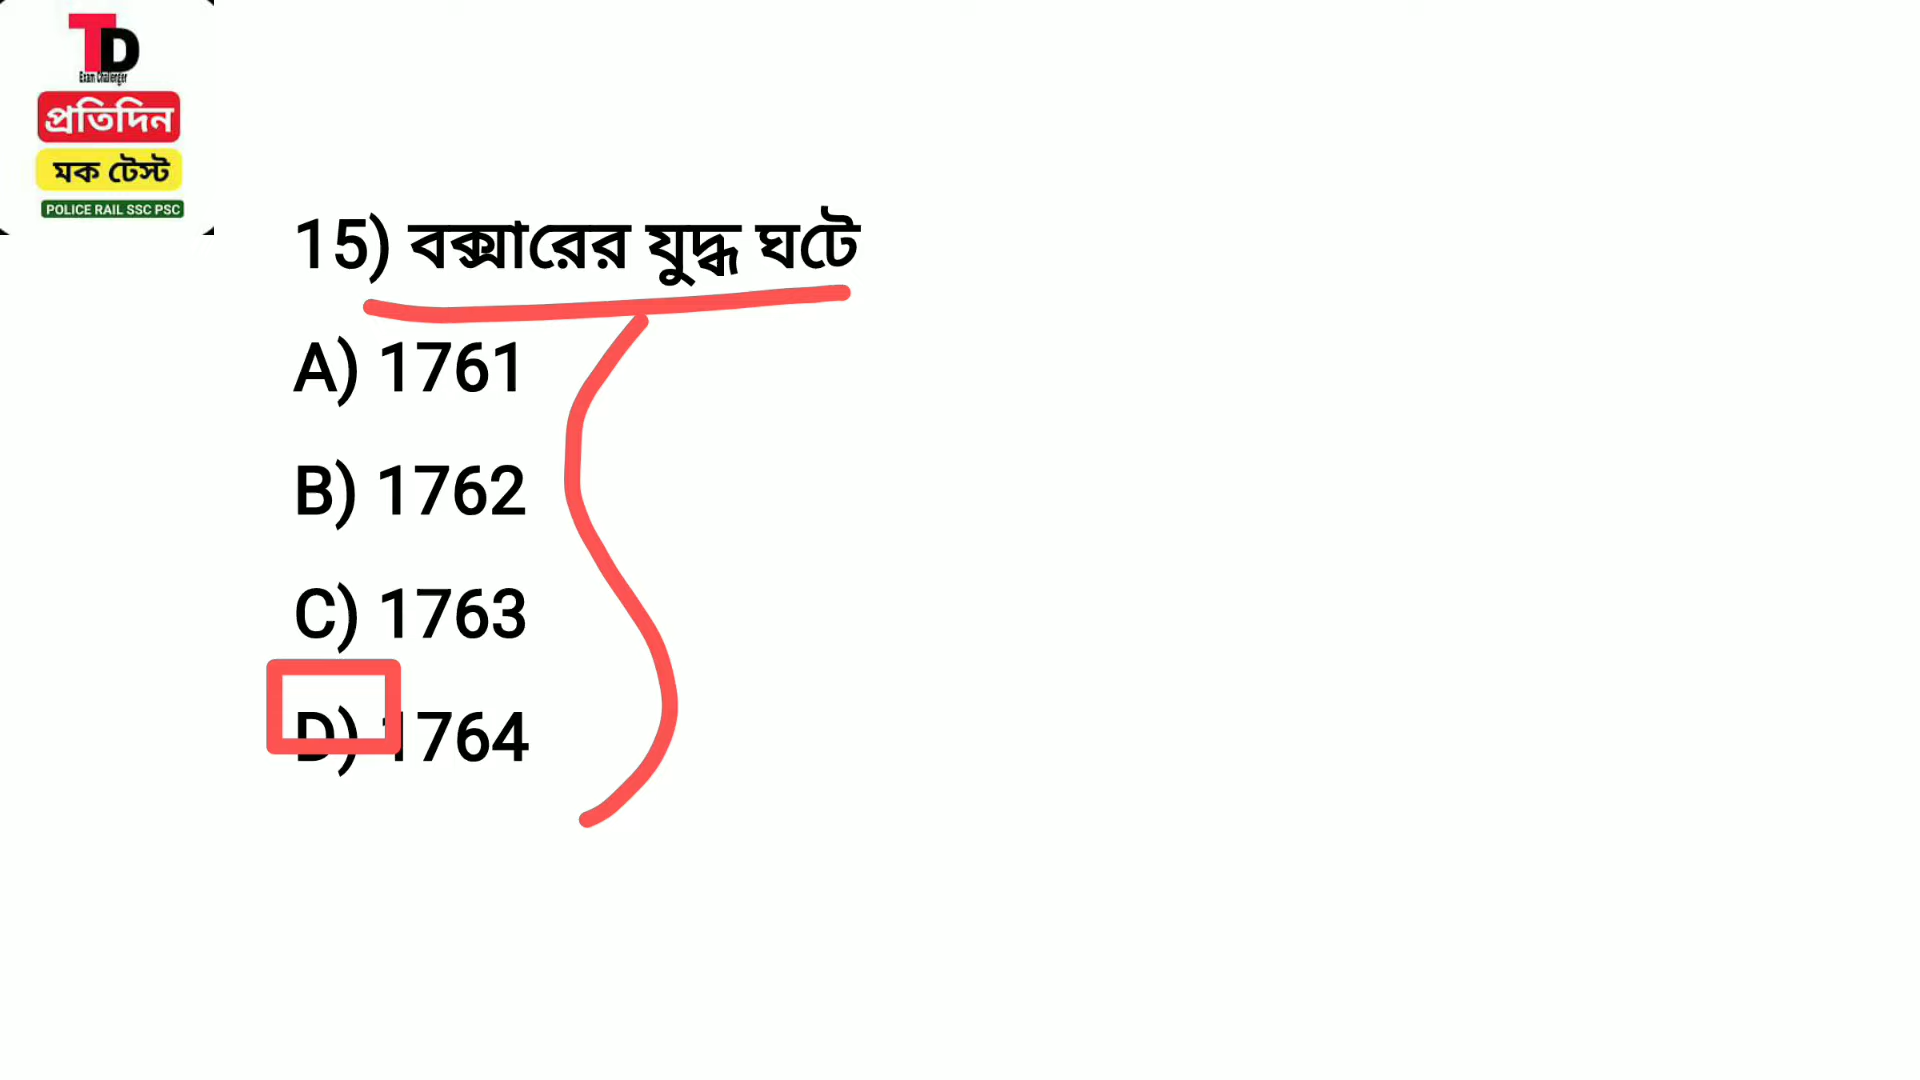 TD
Exam Challenger
প্রতিদিন
মক টেস্ট
POLICE RAIL SSC PSC
15) বক্সারের যুদ্ধ ঘটে
A) 1761
B) 1762
C) 1763
D) 1764